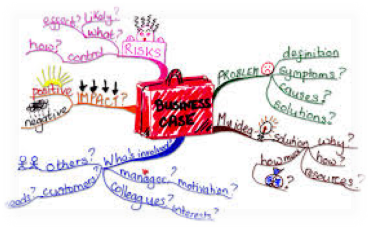 effect?
likely?
what?
how?
control
RISKS
positive
negative
IMPACT?
BUSINESS
CASE
PROBLEM
definition
symptoms?
causes?
solutions?
My idea
solution
why?
how?
resources?
how much
?
Who's involved?
others?
customers?
needs?
manager?
motivation?
colleagues?
interests?